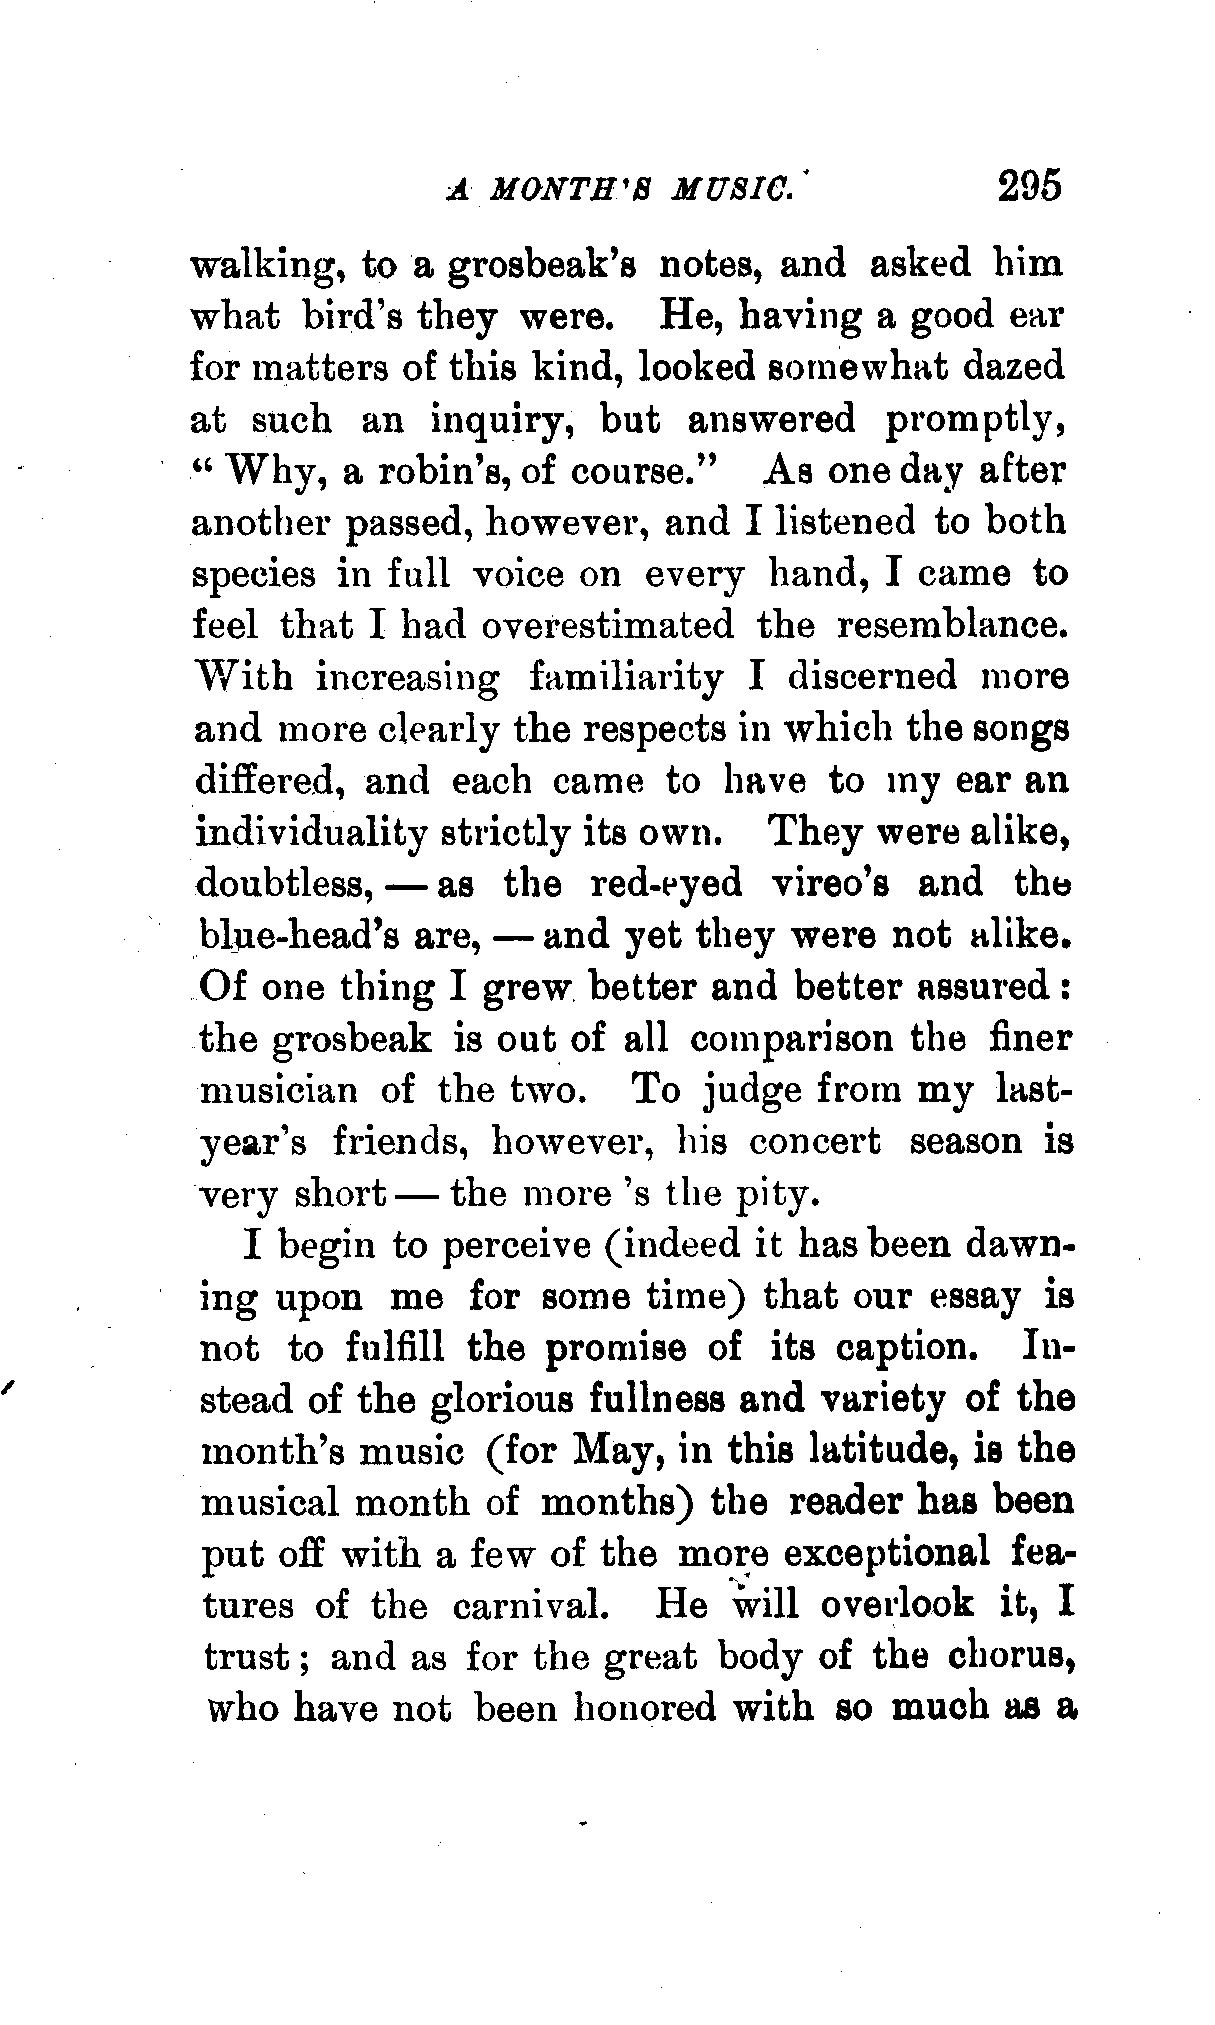 A MONTH'S MUSIC. 295
walking, to a grosbeak's notes, and asked him
what bird's they were. He, having a good ear
for matters of this kind, looked somewhat dazed
at such an inquiry, but answered promptly,
“Why, a robin's, of course.” As one day after
another passed, however, and I listened to both
species in full voice on every hand, I came to
feel that I had overestimated the resemblance.
With increasing familiarity I discerned more
and more clearly the respects in which the songs
differed, and each came to have to my ear an
individuality strictly its own. They were alike,
doubtless, — as the red-eyed vireo's and the
blue-head's are, — and yet they were not alike.
Of one thing I grew better and better assured :
the grosbeak is out of all comparison the finer
musician of the two. To judge from my last-
year's friends, however, his concert season is
very short — the more 's the pity.
I begin to perceive (indeed it has been dawn-
ing upon me for some time) that our essay is
not to fulfill the promise of its caption. In-
stead of the glorious fullness and variety of the
month's music (for May, in this latitude, is the
musical month of months) the reader has been
put off with a few of the more exceptional fea-
tures of the carnival. He will overlook it, I
trust ; and as for the great body of the chorus,
who have not been honored with so much as a